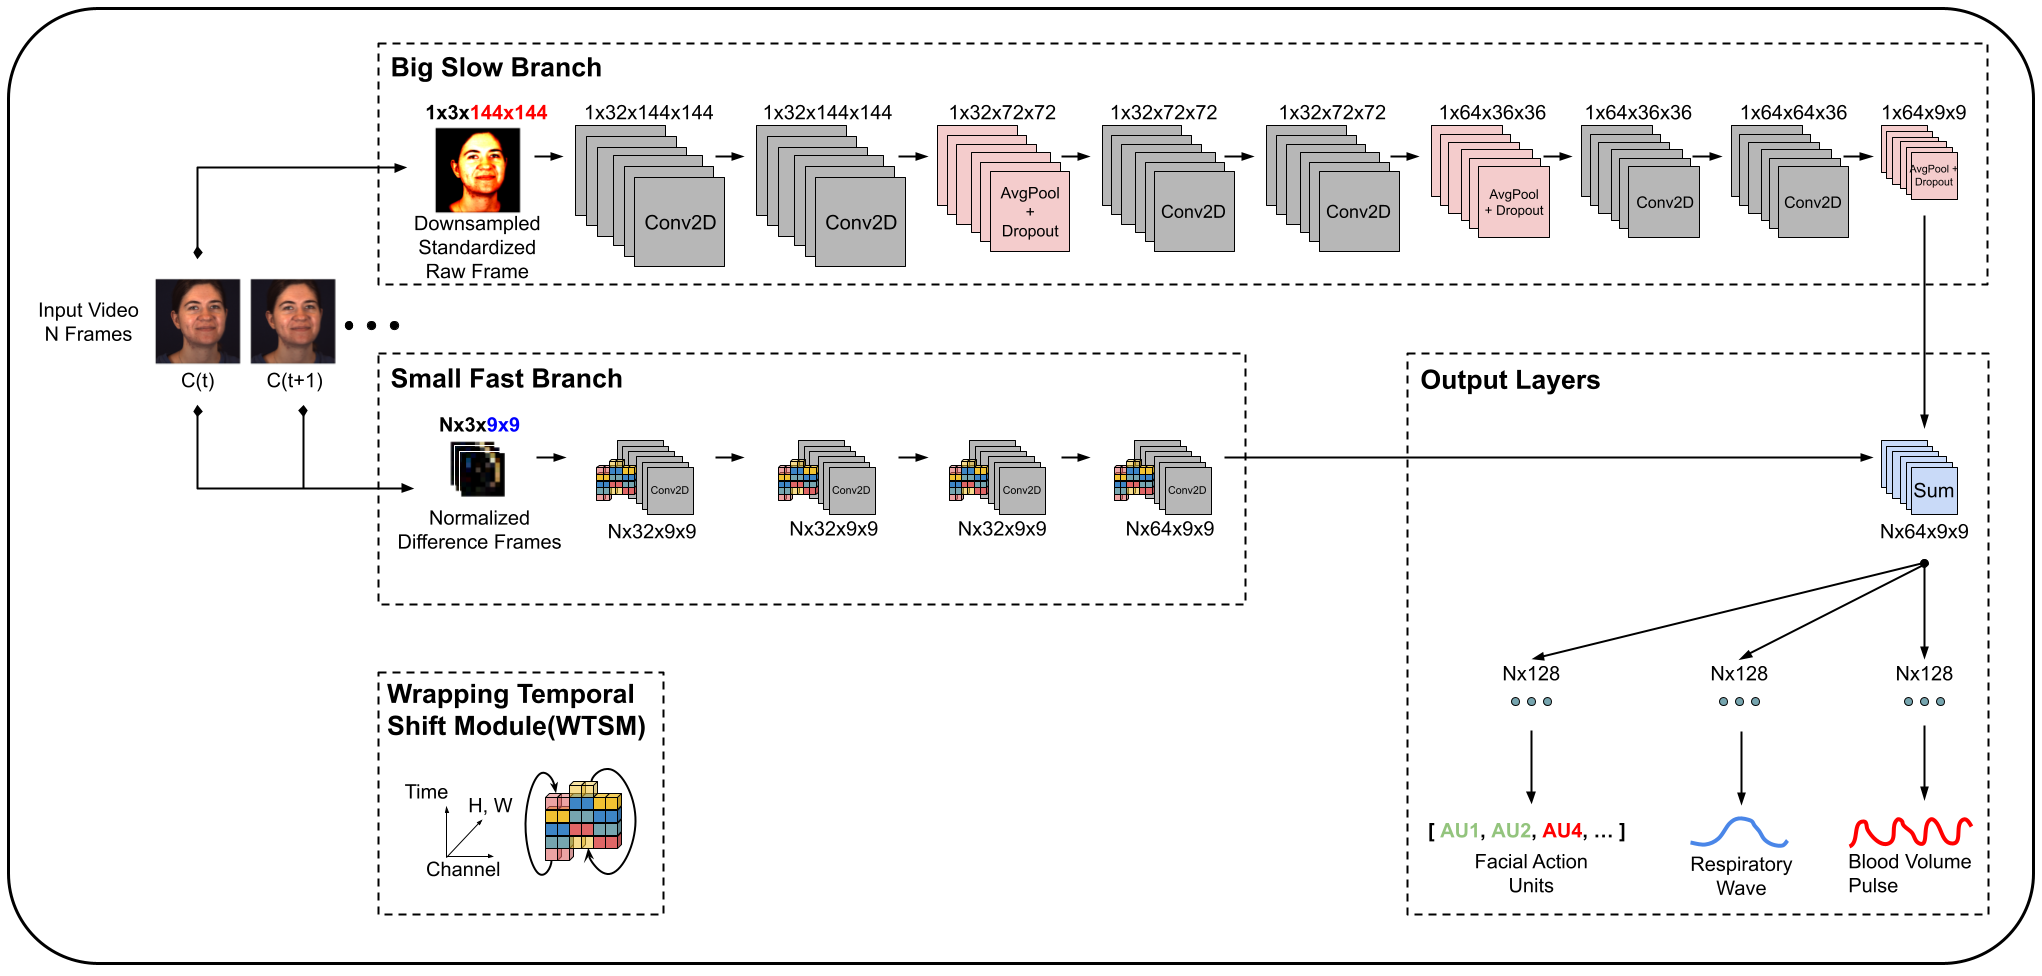 Big Slow Branch
1x3x144x144
1x32x144x144
1x32x144x144
1x32x72x72
1x32x72x72
1x32x72x72
1x64x36x36
1x64x36x36
1x64x64x36
1x64x9x9
Conv2D
Conv2D
AvgPool
+
Dropout
Conv2D
Conv2D
AvgPool
+ Dropout
Conv2D
Conv2D
AvgPool +
Dropout
Downsampled
Standardized
Raw Frame
Input Video
N Frames
C(t)
C(t+1)
Small Fast Branch
Nx3x9x9
Normalized
Difference Frames
Conv2D
Conv2D
Conv2D
Conv2D
Nx32x9x9
Nx32x9x9
Nx32x9x9
Nx64x9x9
Output Layers
Sum
Nx64x9x9
Nx128
Nx128
Nx128
[ AU1, AU2, AU4, ... ]
Facial Action
Units
Respiratory
Wave
Blood Volume
Pulse
Wrapping Temporal
Shift Module(WTSM)
Time
H, W
Channel